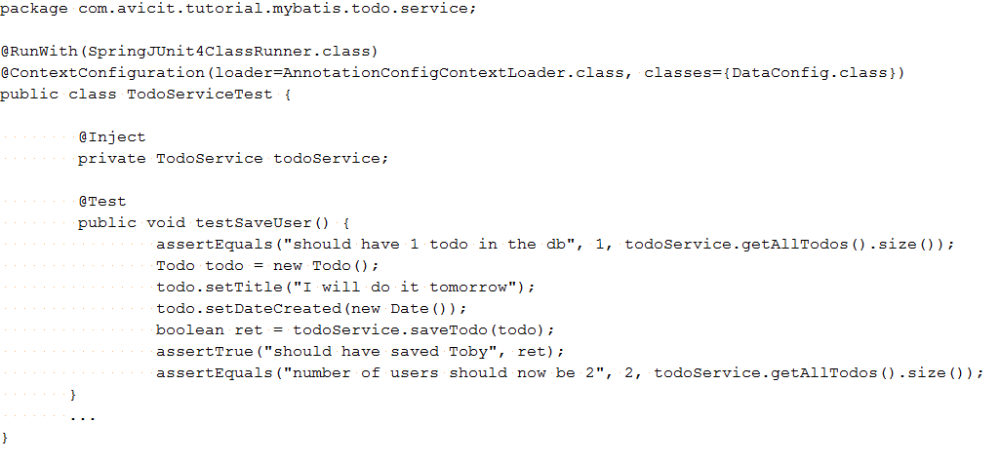 package com.avicit.tutorial.mybatis.todo.service;
@RunWith(SpringJUnit4ClassRunner.class)
@ContextConfiguration(loader=AnnotationConfigContextLoader.class, classes={DataConfig.class})
public class TodoServiceTest {
@Inject
private TodoService todoService;
@Test
public void testSaveUser() {
assertEquals("should have 1 todo in the db", 1, todoService.getAllTodos().size());
Todo todo = new Todo();
todo.setTitle("I will do it tomorrow");
todo.setDateCreated(new Date());
boolean ret = todoService.saveTodo(todo);
assertTrue("should have saved Toby", ret);
assertEquals("number of users should now be 2", 2, todoService.getAllTodos().size());
}
...
}